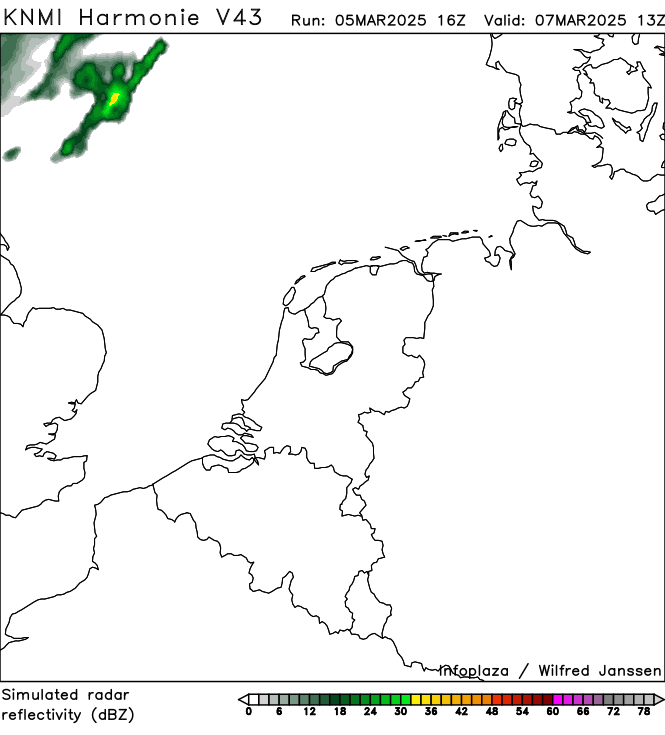 KNMI Harmonie V43 Run: 05MAR2025 16Z Valid: 07MAR2025 13Z
infoplaza / Wilfred Janssen
Simulated radar
reflectivity (dBZ)
0 6 12 18 24 30 36 42 48 54 60 66 72 78